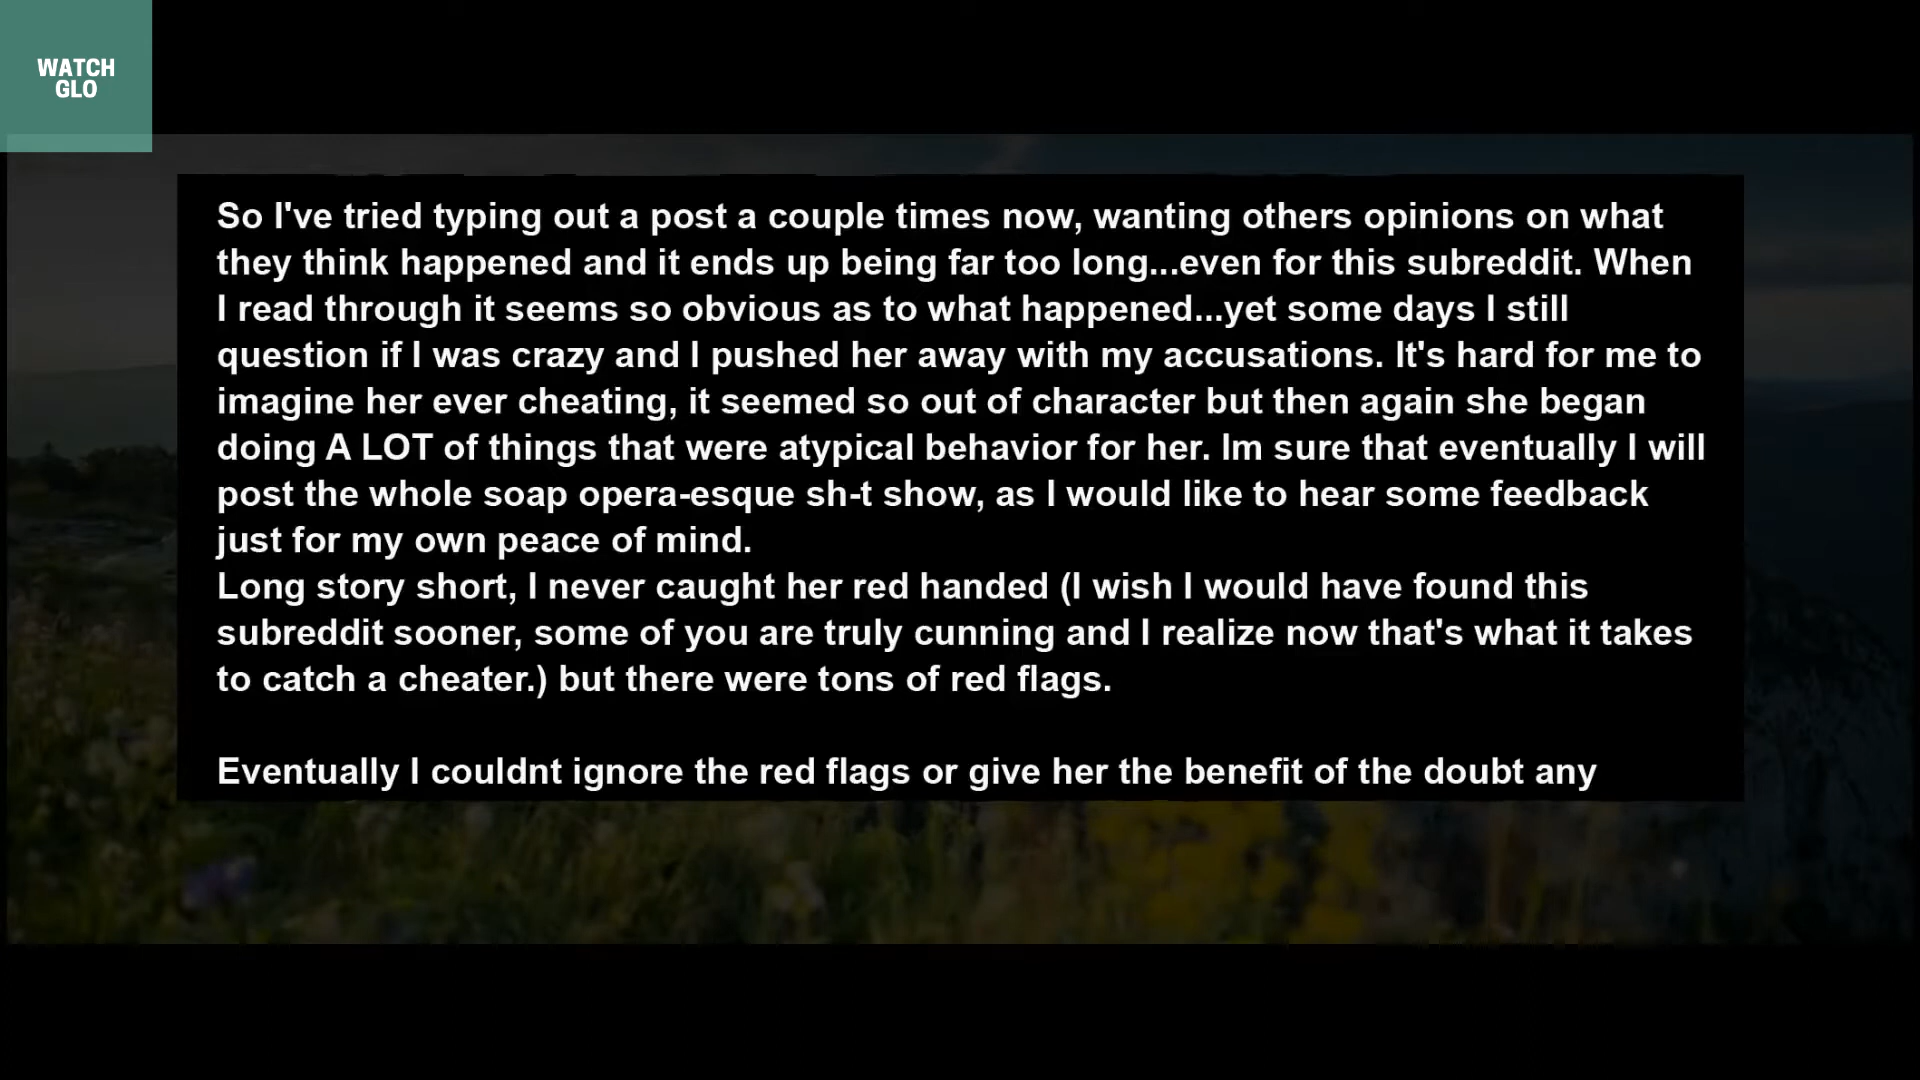 WATCH
GLO
So I've tried typing out a post a couple times now, wanting others opinions on what
they think happened and it ends up being far too long...even for this subreddit. When
I read through it seems so obvious as to what happened...yet some days I still
question if I was crazy and I pushed her away with my accusations. It's hard for me to
imagine her ever cheating, it seemed so out of character but then again she began
doing A LOT of things that were atypical behavior for her. Im sure that eventually I will
post the whole soap opera-esque sh-t show, as I would like to hear some feedback
just for my own peace of mind.
Long story short, I never caught her red handed (I wish I would have found this
subreddit sooner, some of you are truly cunning and I realize now that's what it takes
to catch a cheater.) but there were tons of red flags.
Eventually I couldnt ignore the red flags or give her the benefit of the doubt any